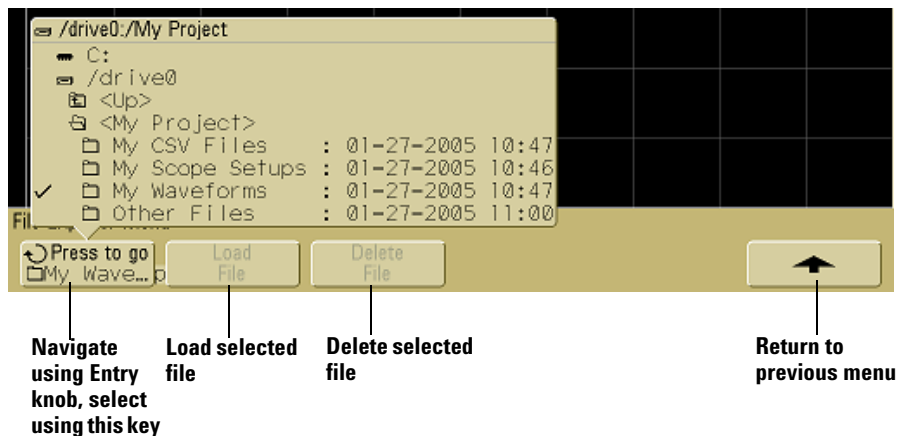 /drive0:/My Project
C:
/drive0
<Up>
<My Project>
My CSV Files : 01-27-2005 10:47
My Scope Setups : 01-27-2005 10:46
My Waveforms : 01-27-2005 10:47
Other Files : 01-27-2005 11:00
Press to go
My Wave...
Load
File
Delete
File
Navigate
using Entry
knob, select
using this key
Load selected
file
Delete selected
file
Return to
previous menu